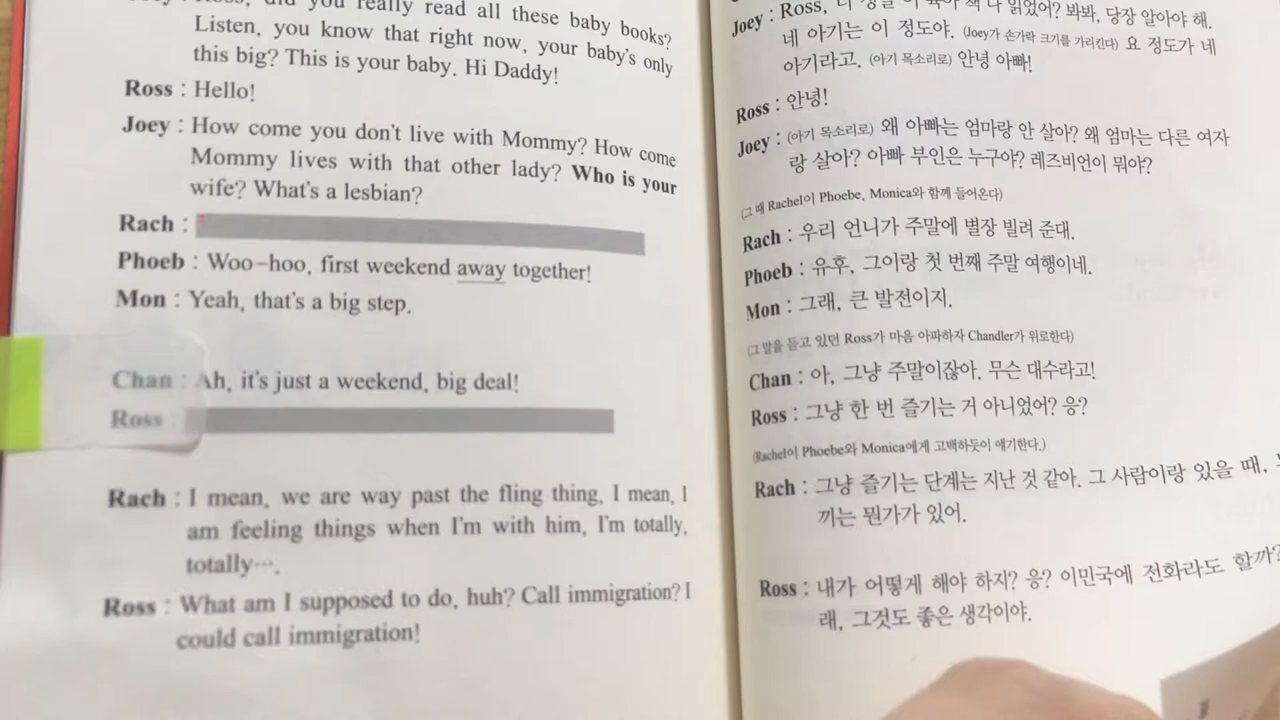 Ross, did you really read all these baby books?
Listen, you know that right now, your baby's only
this big? This is your baby. Hi Daddy!
Ross : Hello!
Joey : How come you don't live with Mommy? How come
Mommy lives with that other lady? Who is your
wife? What's a lesbian?
Rach :
Phoeb : Woo-hoo, first weekend away together!
Mon : Yeah, that's a big step.
Chan : Ah, it's just a weekend, big deal!
Ross
Rach : I mean, we are way past the fling thing, I mean, I
am feeling things when I'm with him, I'm totally,
totally….
Ross : What am I supposed to do, huh? Call immigration? I
could call immigration!
Joey : Ross, 너 정말 이 육아 책 다 읽었어? 봐봐, 당장 알아야 해.
네 아기는 이 정도야. (Joey가 손가락 크기를 가리킨다) 요 정도가 네
아기라고. (아기 목소리로) 안녕 아빠!
Ross : 안녕!
Joey : (아기 목소리로) 왜 아빠는 엄마랑 안 살아? 왜 엄마는 다른 여자
랑 살아? 아빠 부인은 누구야? 레즈비언이 뭐야?
(그 때 Rachel이 Phoebe, Monica와 함께 들어온다)
Rach : 우리 언니가 주말에 별장 빌려 준대.
Phoeb : 유후, 그이랑 첫 번째 주말 여행이네.
Mon : 그래, 큰 발전이지.
(그 말을 듣고 있던 Ross가 마음 아파하자 Chandler가 위로한다)
Chan : 아, 그냥 주말이잖아. 무슨 대수라고!
Ross : 그냥 한 번 즐기는 거 아니었어? 응?
(Rachel이 Phoebe와 Monica에게 고백하듯이 얘기한다.)
Rach : 그냥 즐기는 단계는 지난 것 같아. 그 사람이랑 있을 때,
끼는 뭔가가 있어.
Ross : 내가 어떻게 해야 하지? 응? 이민국에 전화라도 할까?
래, 그것도 좋은 생각이야.